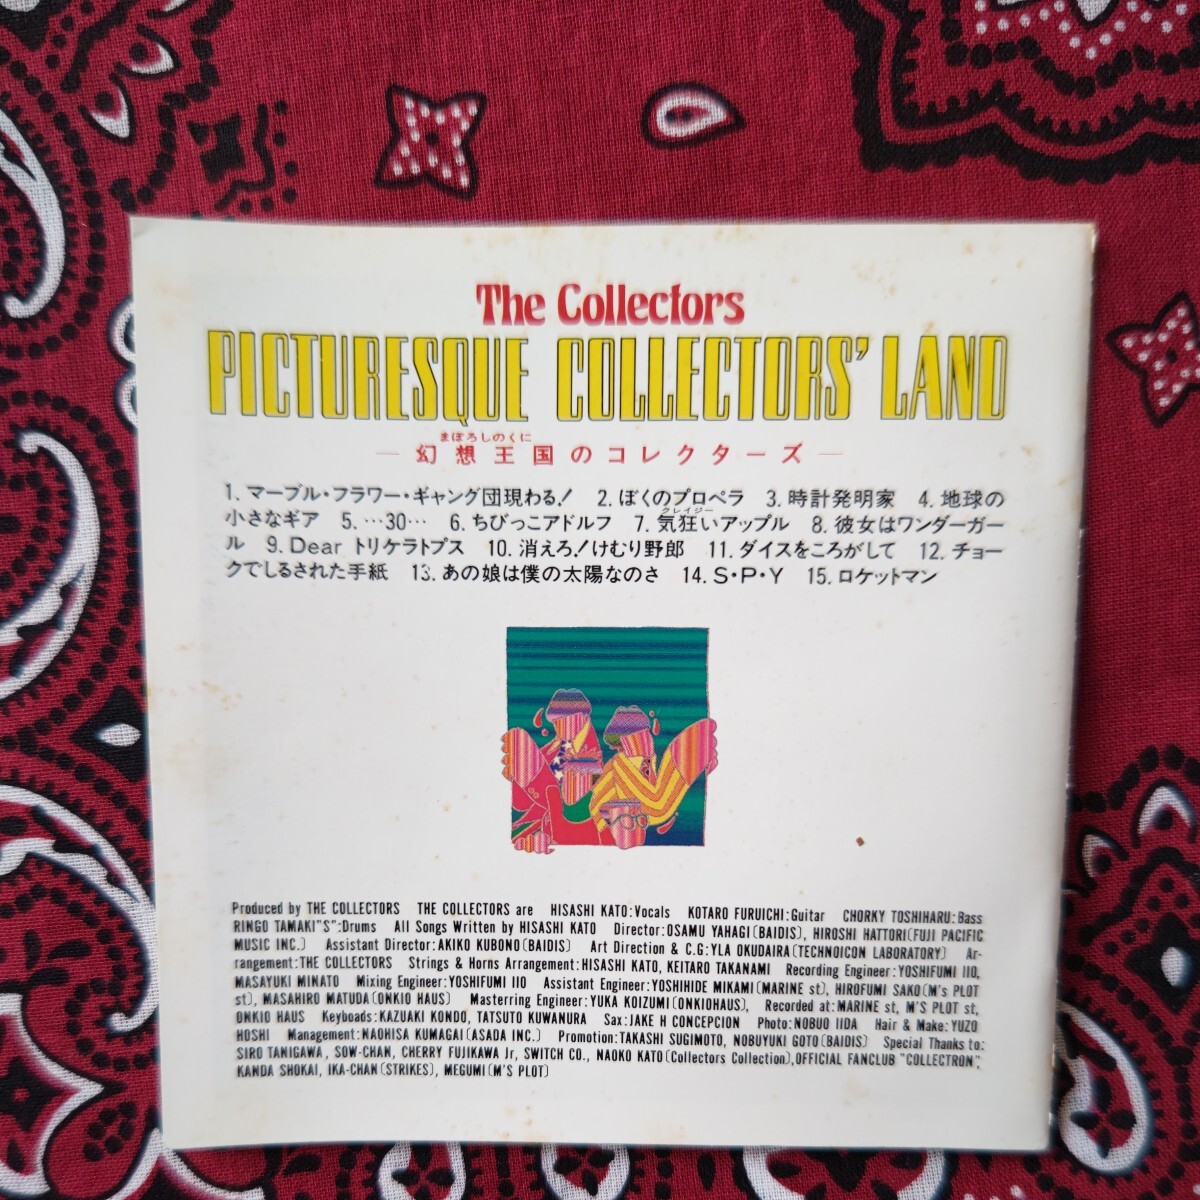 The Collectors
PICTURESQUE COLLECTORS' LAND
まぼろしのくに
— 幻想王国のコレクターズ —
1. マーブル・フラワー・ギャング団現わる！ 2. ぼくのプロペラ 3. 時計発明家 4. 地球の
クレイジー
小さなギア 5. …30… 6. ちびっこアドルフ 7. 気狂いアップル 8. 彼女はワンダーガー
ル 9. Dear トリケラトプス 10. 消えろ！けむり野郎 11. ダイスをころがして 12. チョー
クでしるされた手紙 13. あの娘は僕の太陽なのさ 14. S・P・Y 15. ロケットマン
Produced by THE COLLECTORS THE COLLECTORS are HISASHI KATO:Vocals KOTARO FURUICHI:Guitar CHORKY TOSHIHARU:Bass
RINGO TAMAKI"S":Drums All Songs Written by HISASHI KATO Director:OSAMU YAHAGI(BAIDIS), HIROSHI HATTORI(FUJI PACIFIC
MUSIC INC.) Assistant Director:AKIKO KUBONO(BAIDIS) Art Direction & C.G:YLA OKUDAIRA(TECHNOICON LABORATORY) Ar-
rangement:THE COLLECTORS Strings & Horns Arrangement:HISASHI KATO, KEITARO TAKANAMI Recording Engineer:YOSHIFUMI IIO,
MASAYUKI MINATO Mixing Engineer:YOSHIFUMI IIO Assistant Engineer:YOSHIHIDE MIKAMI(MARINE st), HIROFUMI SAKO(M's PLOT
st), MASAHIRO MATUDA(ONKIO HAUS) Masterring Engineer:YUKA KOIZUMI(ONKIOHAUS), Recorded at:MARINE st, M'S PLOT st,
ONKIO HAUS Keyboads:KAZUAKI KONDO, TATSUTO KUWANURA Sax:JAKE H CONCEPCION Photo:NOBUO IIDA Hair & Make:YUZO
HOSHI Management:NAOHISA KUMAGAI(ASADA INC.) Promotion:TAKASHI SUGIMOTO, NOBUYUKI GOTO(BAIDIS) Special Thanks to:
SIRO TANIGAWA, SOW-CHAN, CHERRY FUJIKAWA Jr, SWITCH CO., NAOKO KATO(Collectors Collection),OFFICIAL FANCLUB "COLLECTRON",
KANDA SHOKAI, IKA-CHAN(STRIKES), MEGUMI(M'S PLOT)